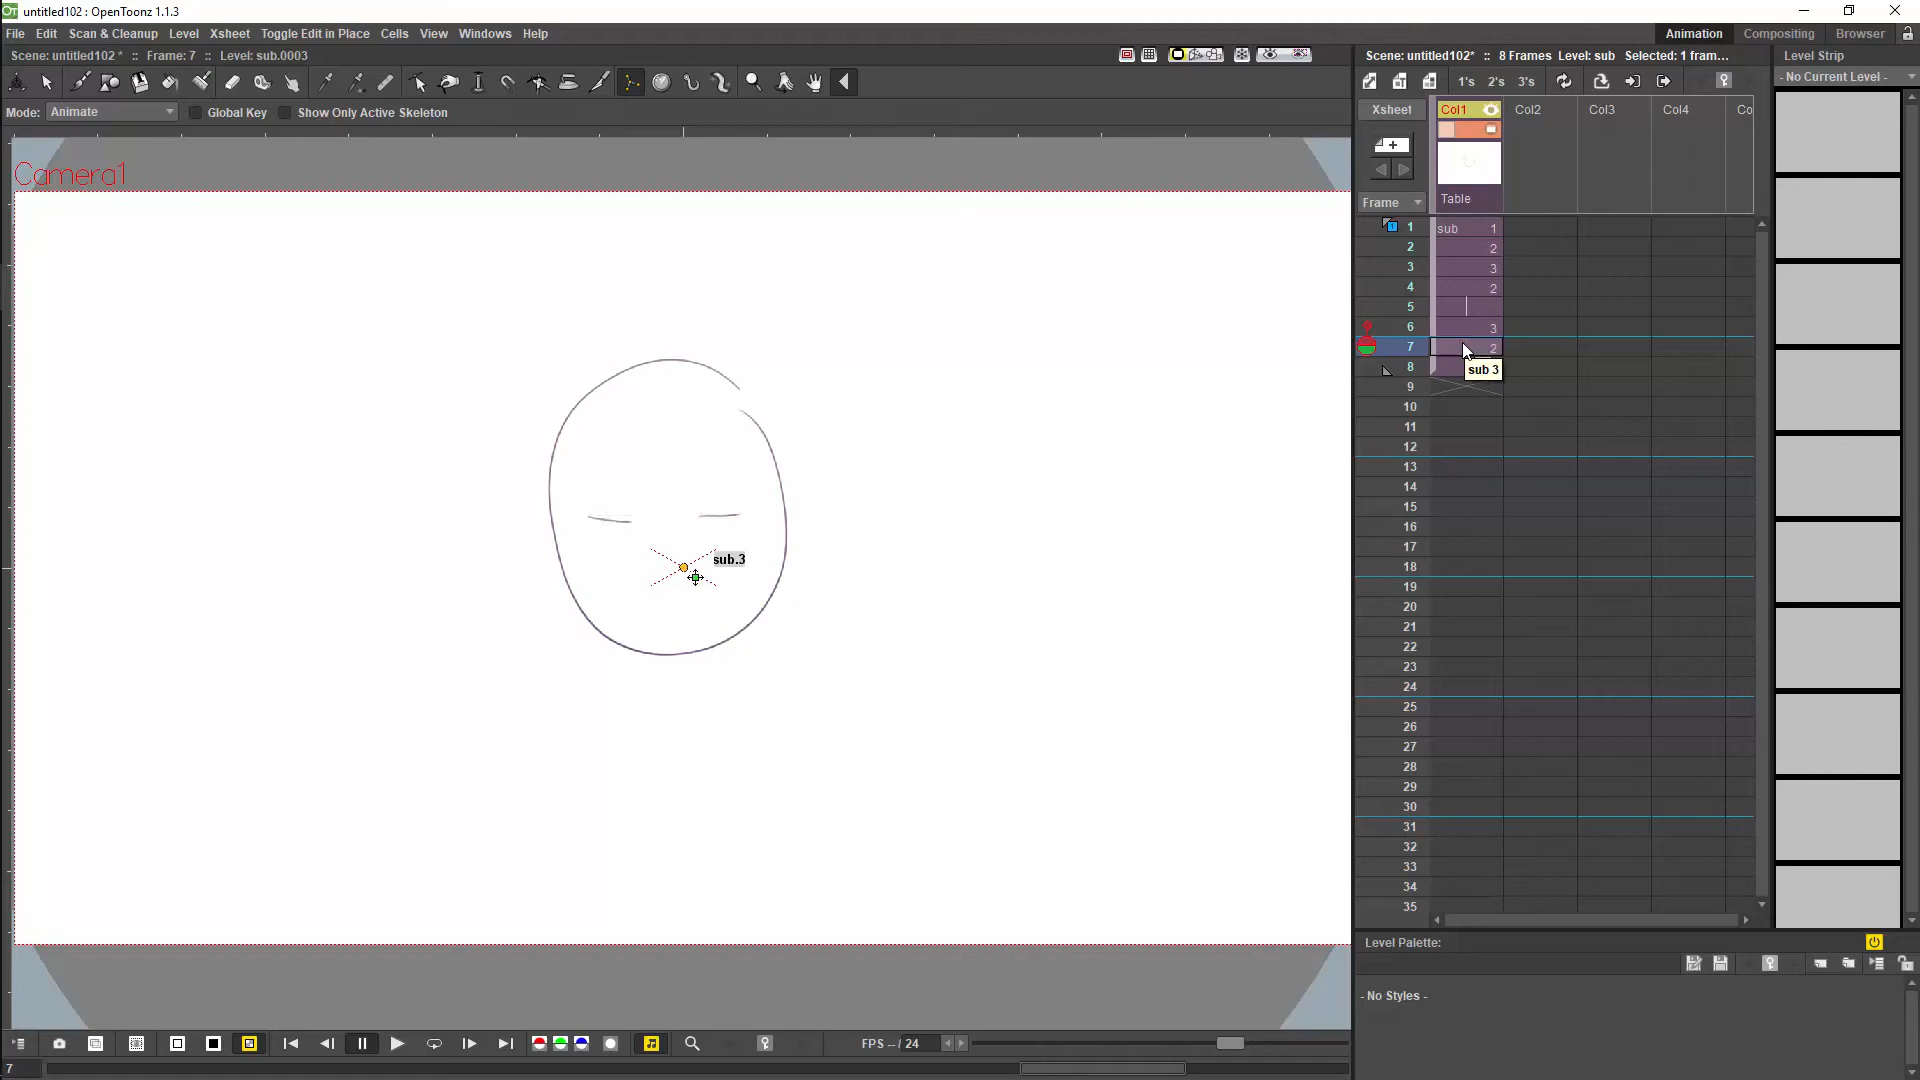 untitled102 : OpenToonz 1.1.3
File Edit Scan & Cleanup Level Xsheet Toggle Edit in Place Cells View Windows Help
Animation Compositing Browser
Scene: untitled102 * :: Frame: 7 :: Level: sub.0003
Scene: untitled102* :: 8 Frames Level: sub Selected: 1 fram...
Level Strip
- No Current Level -
1's 2's 3's
Mode: Animate Global Key Show Only Active Skeleton
Xsheet Col1 Col2 Col3 Col4 Co
Camera1
Table
Frame
1 sub 1
2 2
3 3
4 2
5
6 3
7 2
8
sub 3
9
10
11
12
13
14
15
16
17
18
19
20
21
22
23
24
25
26
27
28
29
30
31
32
33
34
35
sub.3
Level Palette:
- No Styles -
FPS -- / 24
7